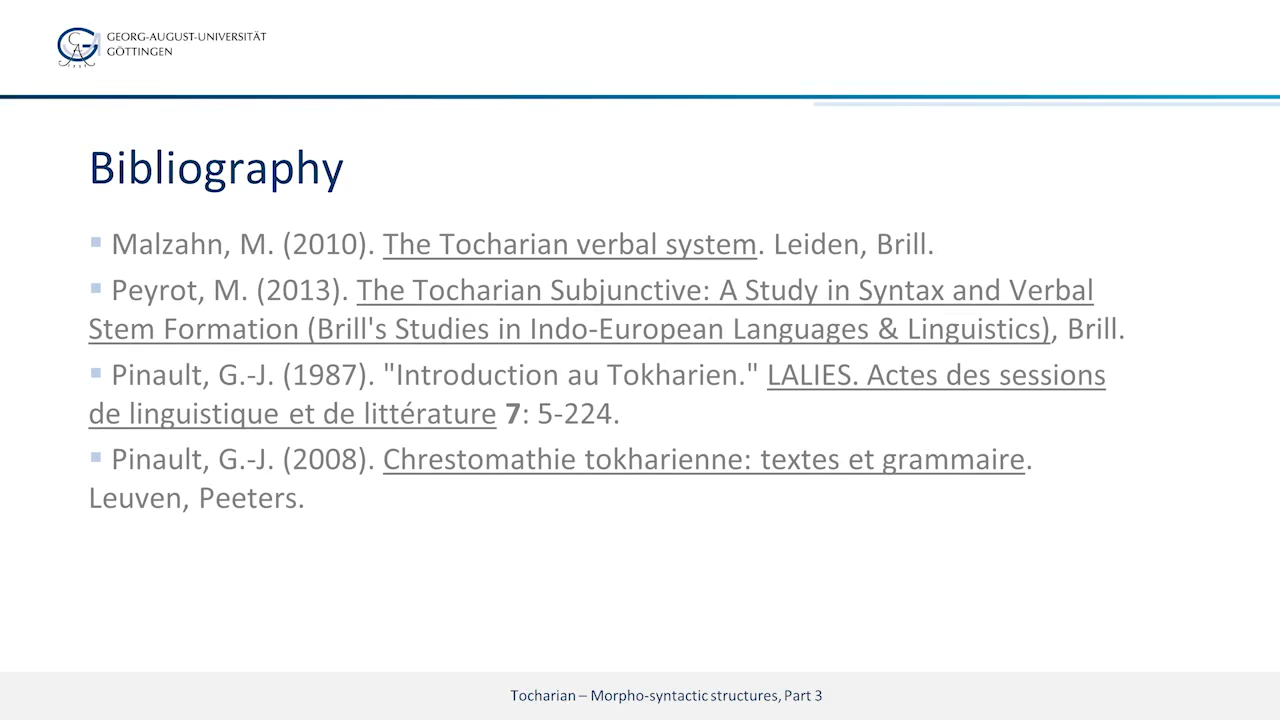 GEORG-AUGUST-UNIVERSITÄT
GÖTTINGEN
Bibliography
▪ Malzahn, M. (2010). The Tocharian verbal system. Leiden, Brill.
▪ Peyrot, M. (2013). The Tocharian Subjunctive: A Study in Syntax and Verbal
Stem Formation (Brill's Studies in Indo-European Languages & Linguistics), Brill.
▪ Pinault, G.-J. (1987). "Introduction au Tokharien." LALIES. Actes des sessions
de linguistique et de littérature 7: 5-224.
▪ Pinault, G.-J. (2008). Chrestomathie tokharienne: textes et grammaire.
Leuven, Peeters.
Tocharian – Morpho-syntactic structures, Part 3